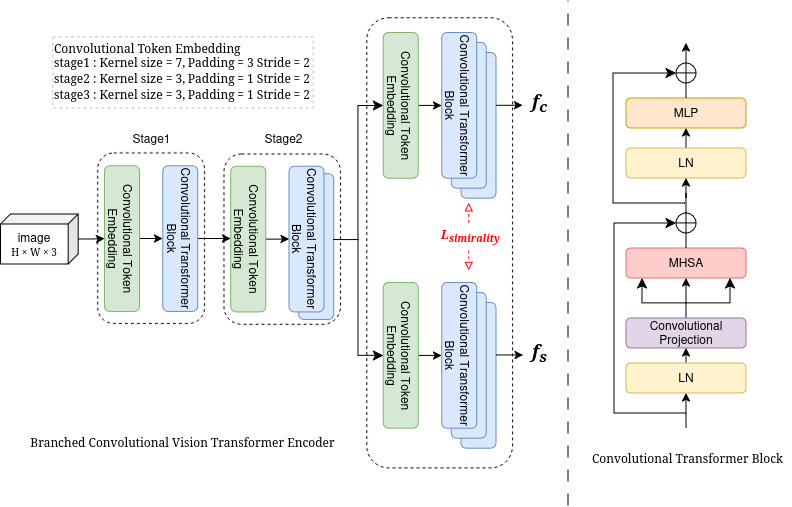 Convolutional Token Embedding
stage1 : Kernel size = 7, Padding = 3 Stride = 2
stage2 : Kernel size = 3, Padding = 1 Stride = 2
stage3 : Kernel size = 3, Padding = 1 Stride = 2
Stage1
Stage2
image
H × W × 3
Convolutional Token
Embedding
Convolutional Transformer
Block
Convolutional Token
Embedding
Convolutional Transformer
Block
Convolutional Token
Embedding
Convolutional Transformer
Block
f_c
L_simirality
Convolutional Token
Embedding
Convolutional Transformer
Block
f_s
Branched Convolutional Vision Transformer Encoder
MLP
LN
MHSA
Convolutional
Projection
LN
Convolutional Transformer Block